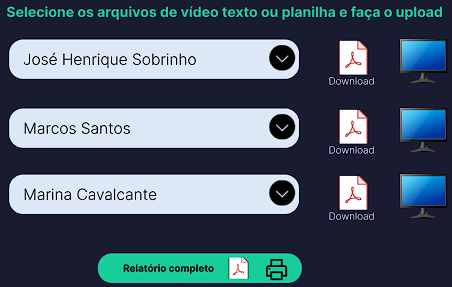 Selecione os arquivos de vídeo texto ou planilha e faça o upload
José Henrique Sobrinho
Download
Marcos Santos
Download
Marina Cavalcante
Download
Relatório completo